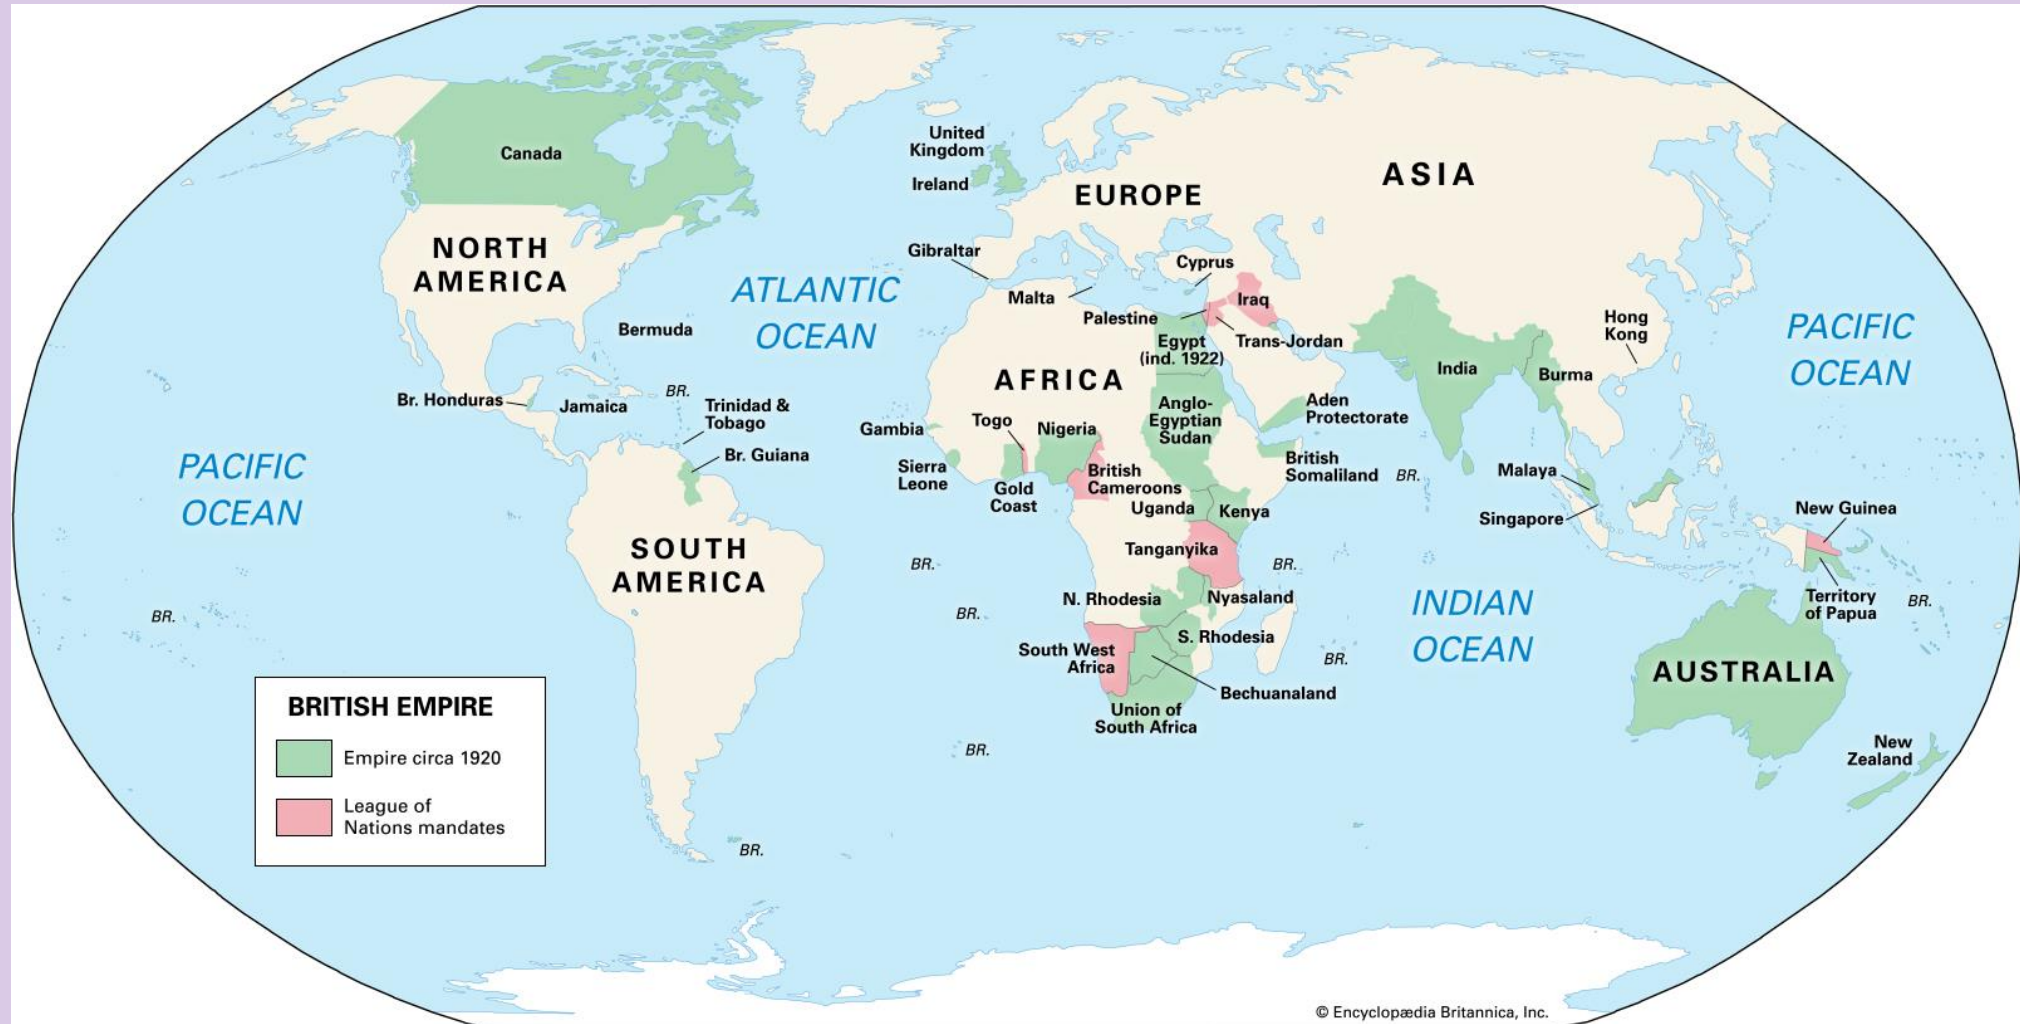 Canada
United
Kingdom
Ireland
EUROPE
ASIA
NORTH
AMERICA
Gibraltar
Cyprus
ATLANTIC
OCEAN
Malta
Iraq
Palestine
Bermuda
Egypt
(ind. 1922)
Trans-Jordan
Hong
Kong
PACIFIC
OCEAN
India
Burma
AFRICA
BR.
Br. Honduras
Jamaica
Trinidad &
Tobago
Anglo-
Egyptian
Sudan
Aden
Protectorate
Gambia
Togo
Nigeria
Br. Guiana
PACIFIC
OCEAN
Sierra
Leone
Gold
Coast
British
Cameroons
British
Somaliland
BR.
Malaya
Uganda
Kenya
Singapore
New Guinea
SOUTH
AMERICA
Tanganyika
BR.
BR.
N. Rhodesia
Nyasaland
INDIAN
OCEAN
Territory
of Papua
BR.
BR.
BR.
S. Rhodesia
South West
Africa
BR.
AUSTRALIA
Bechuanaland
Union of
South Africa
BR.
New
Zealand
BRITISH EMPIRE
Empire circa 1920
League of
Nations mandates
BR.
© Encyclopædia Britannica, Inc.